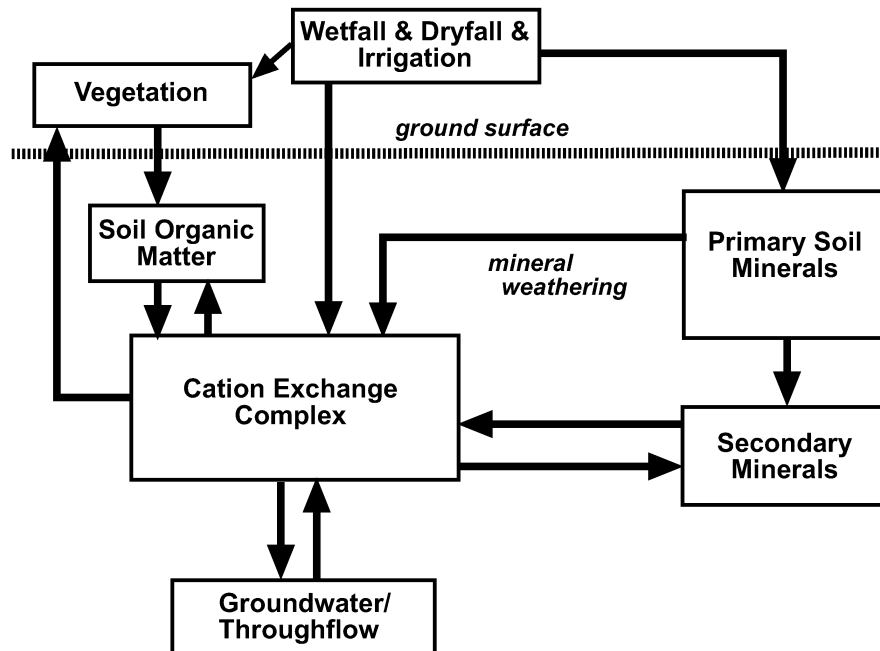 Wetfall & Dryfall &
Irrigation
Vegetation
ground surface
Soil Organic
Matter
Primary Soil
Minerals
mineral
weathering
Cation Exchange
Complex
Secondary
Minerals
Groundwater/
Throughflow